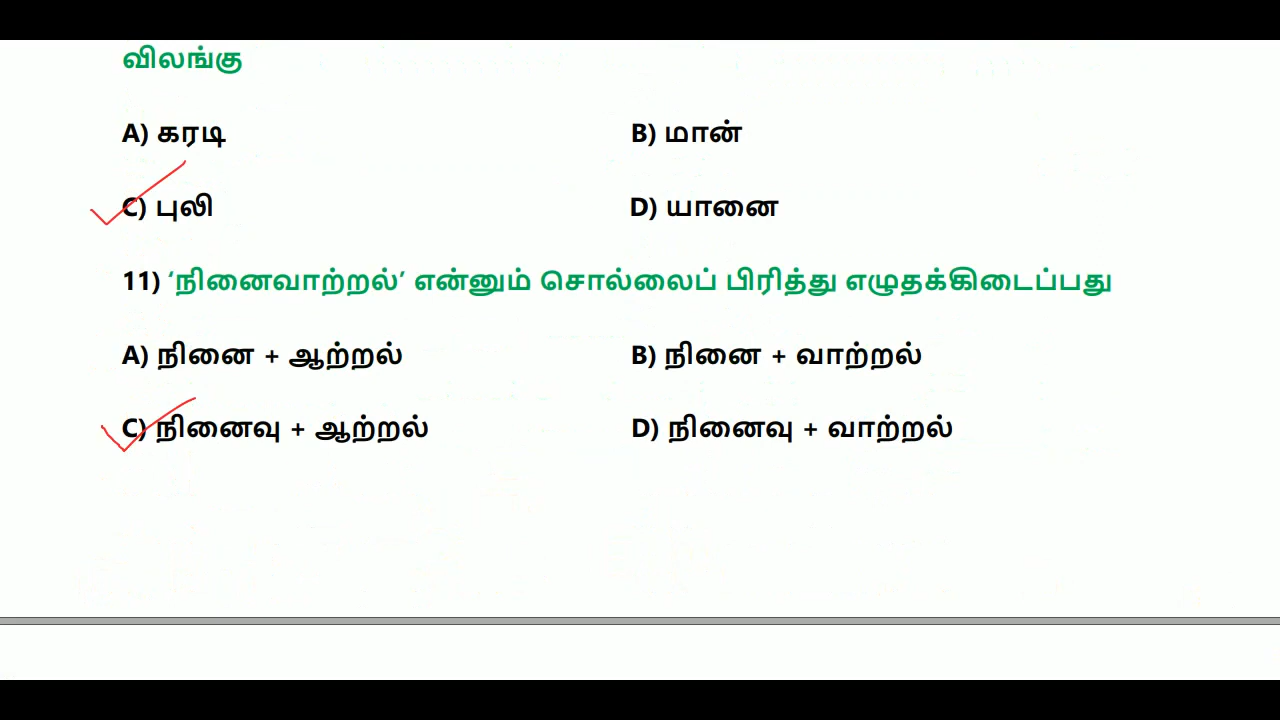 விலங்கு
A) கரடி B) மான்
C) புலி D) யானை
11) ‘நினைவாற்றல்’ என்னும் சொல்லைப் பிரித்து எழுதக்கிடைப்பது
A) நினை + ஆற்றல் B) நினை + வாற்றல்
C) நினைவு + ஆற்றல் D) நினைவு + வாற்றல்